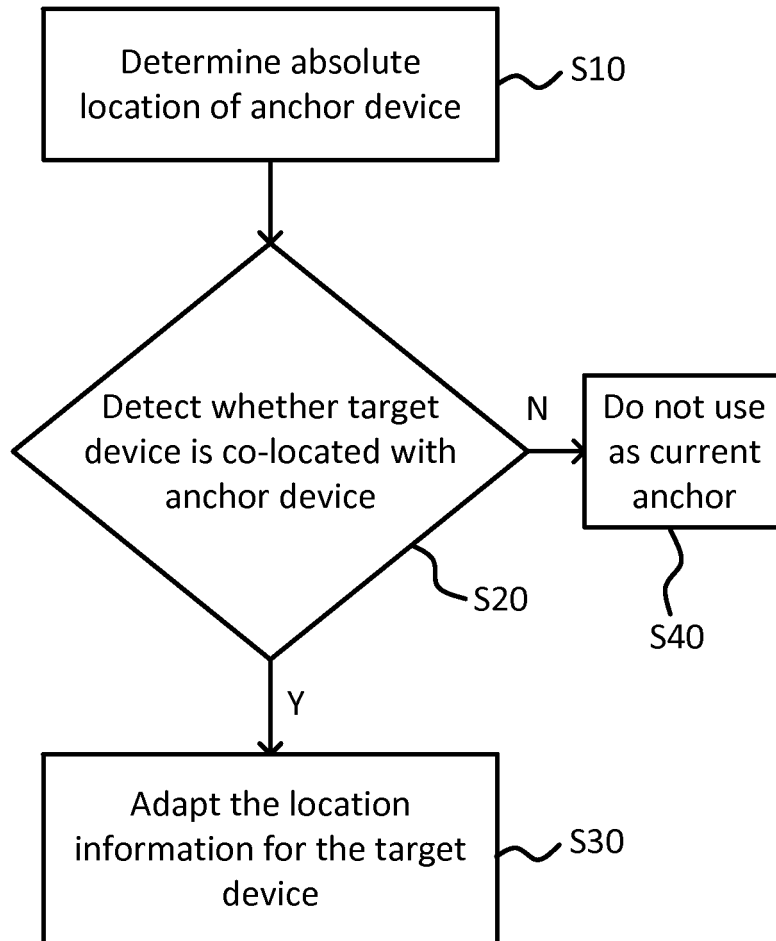 Determine absolute
location of anchor device
S10
Detect whether target
device is co-located with
anchor device
N
Do not use
as current
anchor
S20
S40
Y
Adapt the location
information for the target
device
S30